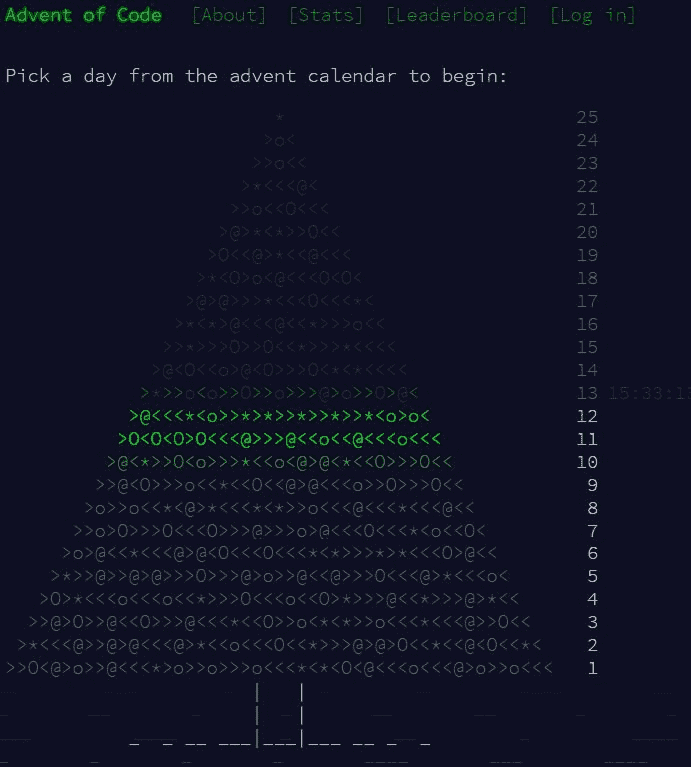 Advent of Code [About] [Stats] [Leaderboard] [Log in]
Pick a day from the advent calendar to begin:
* 25
>o< 24
>>o<< 23
>*<<<@< 22
>>o<<O<<< 21
>@>*<*>>O<< 20
>O<<@>*<<@<<< 19
>*<O>o<@<<<O<O< 18
>@>@>>>*<<<O<<<*< 17
>*<*>@<<<@<<*>>>o<< 16
>>*>>>O>>O<<*>>>*<<<< 15
>@<O<<o@<O>>>O<*<*<<<< 14
>*>>o<o>>O>>o>>>@>o>>O>@< 13 15:33:1
>@<<<*<o>>*>*>>*>>*>>*<o>o< 12
>O<O<O>O<<<@>>>@<<o<<@<<<o<<< 11
>@<*>>O<o>>>*<<o<@>@<*<<O>>>O<< 10
>>@<O>>>o<<*<<O<<@>@<<<o>>O>>>O<< 9
>o>>o<<*<@>*<<<*>*>>o<<<*>>>@<<*<@<< 8
>>o>O>>>O<<O>>>@>>>o>@>>>O<<<*<o<<O< 7
>o>@<<*<<<@>@<O<<<O<<<*<*>>>*>*<<<O>@<< 6
>*>>@>>@>@>>>O>>>@>o>>@<<@>>>O<<<@>*<<<o< 5
>O>*<<<o<<<o<<*>>>O<<<o<<O>*>>>@<<*>>>@>*<< 4
>>@>O>>@<<O>@<<<*<<O>>o<*<*>>o<<<*<<<@>>O<< 3
>*<<<@>>@>@<<<@>*<<o<<<O<<*>>>@>@>O<<*<<@<O<<*< 2
>>O<@>o>>@<<<*>o>>o>>>o<<<*<*<O<@<<<o<<<@>o>>o<<< 1